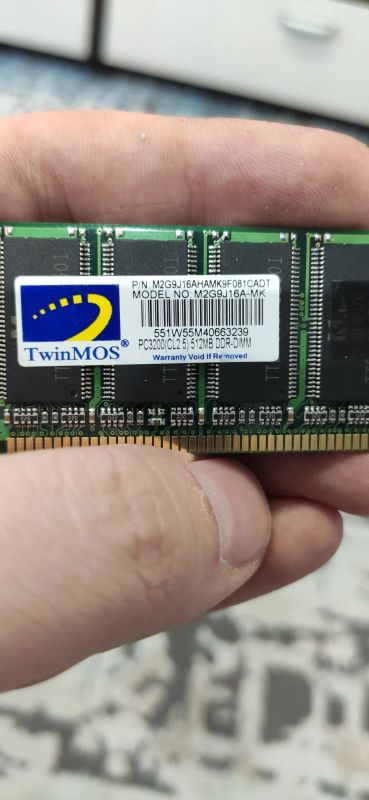 P/N M2G9J16AHAMK9F081CADT
MODEL NO. M2G9J16A-MK
551W55M40663239
PC3200(CL2.5) 512MB DDR-DIMM
Warranty Void If Removed
TwinMOS®